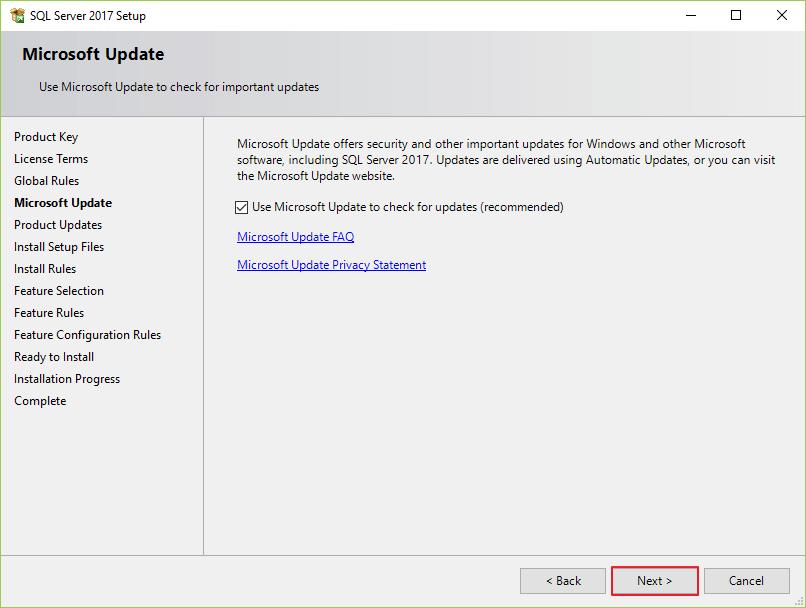 SQL Server 2017 Setup
Microsoft Update
Use Microsoft Update to check for important updates
Product Key
License Terms
Global Rules
Microsoft Update
Product Updates
Install Setup Files
Install Rules
Feature Selection
Feature Rules
Feature Configuration Rules
Ready to Install
Installation Progress
Complete
Microsoft Update offers security and other important updates for Windows and other Microsoft
software, including SQL Server 2017. Updates are delivered using Automatic Updates, or you can visit
the Microsoft Update website.
Use Microsoft Update to check for updates (recommended)
Microsoft Update FAQ
Microsoft Update Privacy Statement
< Back
Next >
Cancel